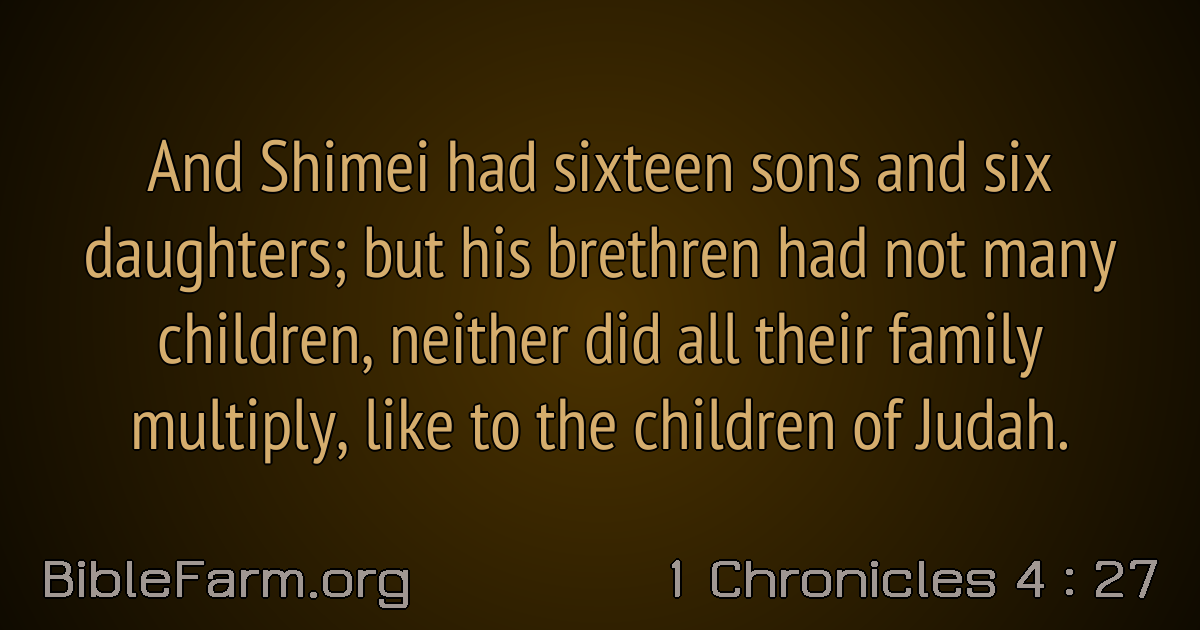 And Shimei had sixteen sons and six
daughters; but his brethren had not many
children, neither did all their family
multiply, like to the children of Judah.
BibleFarm.org
1 Chronicles 4 : 27